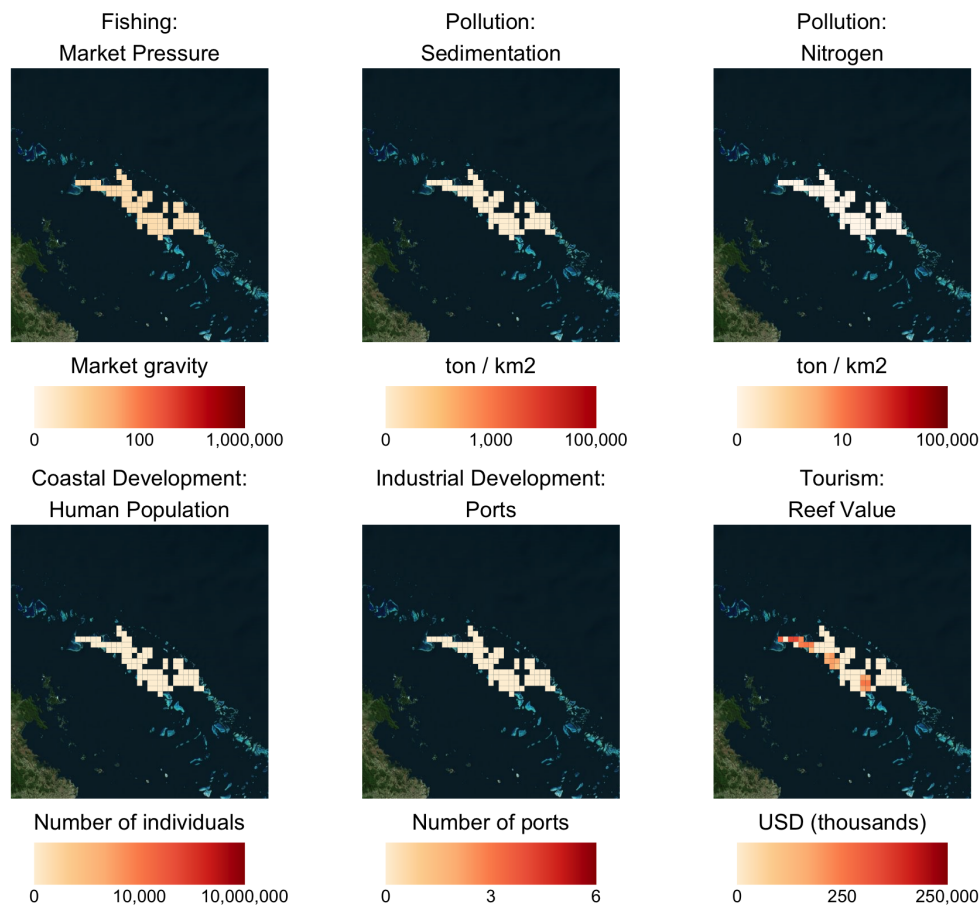 Fishing:
Market Pressure
Market gravity
0 100 1,000,000
Pollution:
Sedimentation
ton / km2
0 1,000 100,000
Pollution:
Nitrogen
ton / km2
0 10 100,000
Coastal Development:
Human Population
Number of individuals
0 10,000 10,000,000
Industrial Development:
Ports
Number of ports
0 3 6
Tourism:
Reef Value
USD (thousands)
0 250 250,000